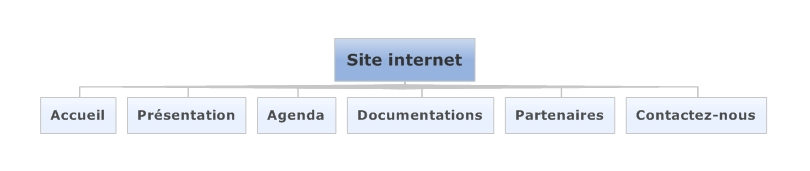 Site internet
Accueil
Présentation
Agenda
Documentations
Partenaires
Contactez-nous